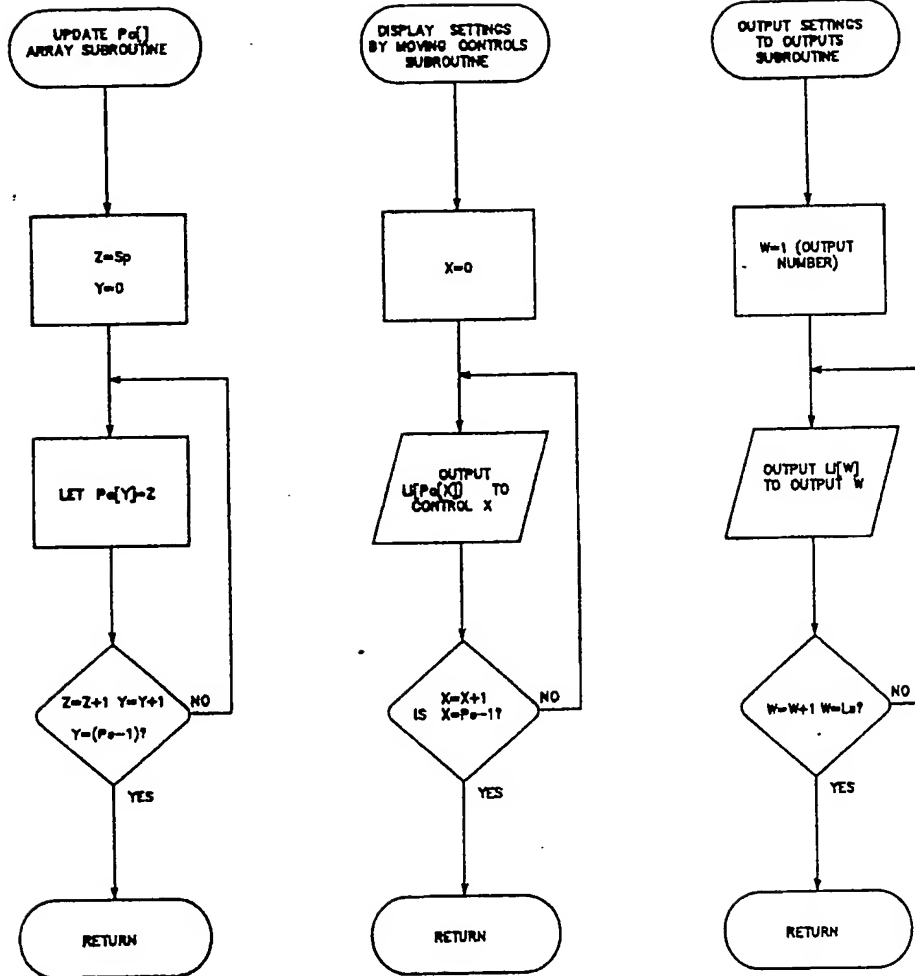 UPDATE Pa[]
ARRAY SUBROUTINE
Z=Sp
Y=0
LET Pa[Y]=Z
Z=Z+1 Y=Y+1
Y=(Pe-1)?
NO
YES
RETURN
DISPLAY SETTINGS
BY MOVING CONTROLS
SUBROUTINE
X=0
OUTPUT
Li[Pa[X]] TO
CONTROL X
X=X+1
IS X=Pe-1?
NO
YES
RETURN
OUTPUT SETTINGS
TO OUTPUTS
SUBROUTINE
W=1 (OUTPUT
NUMBER)
OUTPUT Li[W]
TO OUTPUT W
W=W+1 W=Le?
NO
YES
RETURN